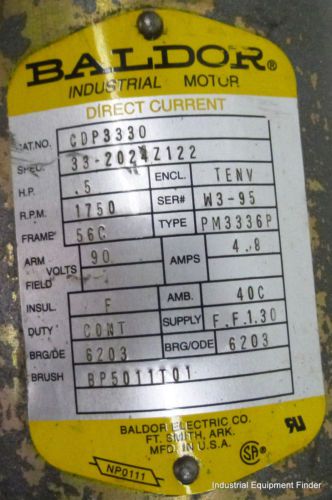 BALDOR®
INDUSTRIAL MOTOR
DIRECT CURRENT
CAT.NO. CDP3330
SPEC. 33-2024Z122
H.P. .5 ENCL. TENV
R.P.M. 1750 SER# W3-95
FRAME 56C TYPE PM3336P
ARM VOLTS 90 AMPS 4.8
FIELD
INSUL. F AMB. 40C
DUTY CONT SUPPLY F.F.1.30
BRG/DE 6203 BRG/ODE 6203
BRUSH BP5011T01
BALDOR ELECTRIC CO.
FT. SMITH, ARK.
MFD. IN U.S.A.
NP0111
SA®
Industrial Equipment Finder